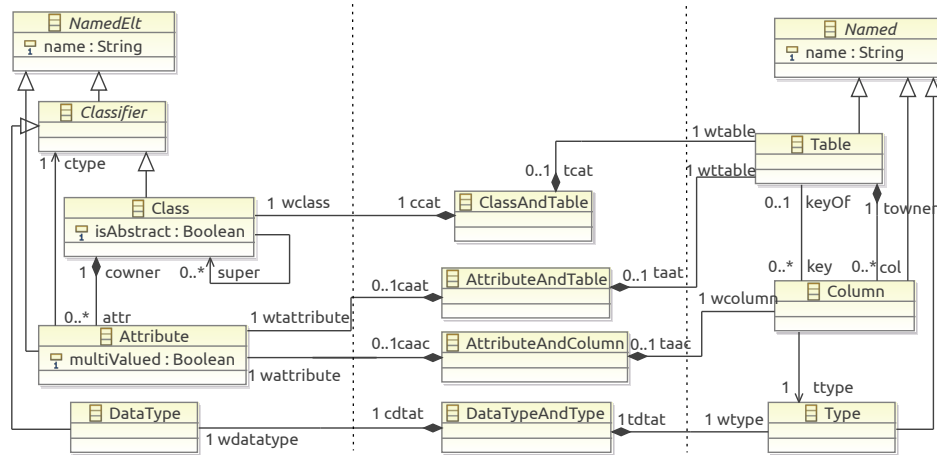 NamedElt
name : String
Named
name : String
Classifier
1 ctype
1 wtable
Table
0..1 tcat
1 wttable
Class
isAbstract : Boolean
1 wclass
1 ccat
ClassAndTable
0..1 keyOf
1 towner
1 cowner
0..* super
0..* key
0..* col
AttributeAndTable
0..1 taat
0..1 caat
1 wcolumn
Column
0..* attr
1 wtattribute
Attribute
multiValued : Boolean
0..1 caac
AttributeAndColumn
0..1 taac
1 wattribute
1 ttype
DataType
1 cdtat
DataTypeAndType
1 tdtat
1 wtype
Type
1 wdatatype